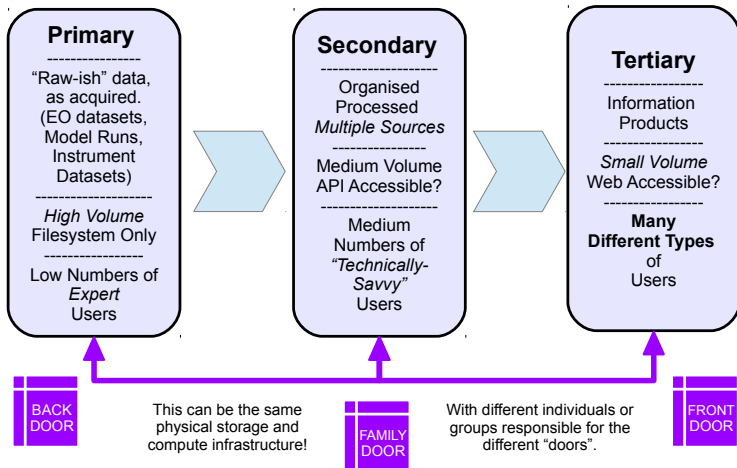 Primary
----------------
“Raw-ish” data,
as acquired.
(EO datasets,
Model Runs,
Instrument
Datasets)
--------------------
High Volume
Filesystem Only
-----------------
Low Numbers of
Expert
Users
Secondary
--------------------
Organised
Processed
Multiple Sources
----------------
Medium Volume
API Accessible?
--------------------
Medium
Numbers of
“Technically-
Savvy”
Users
Tertiary
-----------------
Information
Products
-----------------
Small Volume
Web Accessible?
-----------------
Many
Different Types
of
Users
BACK
DOOR
This can be the same
physical storage and
compute infrastructure!
FAMILY
DOOR
With different individuals or
groups responsible for the
different “doors”.
FRONT
DOOR